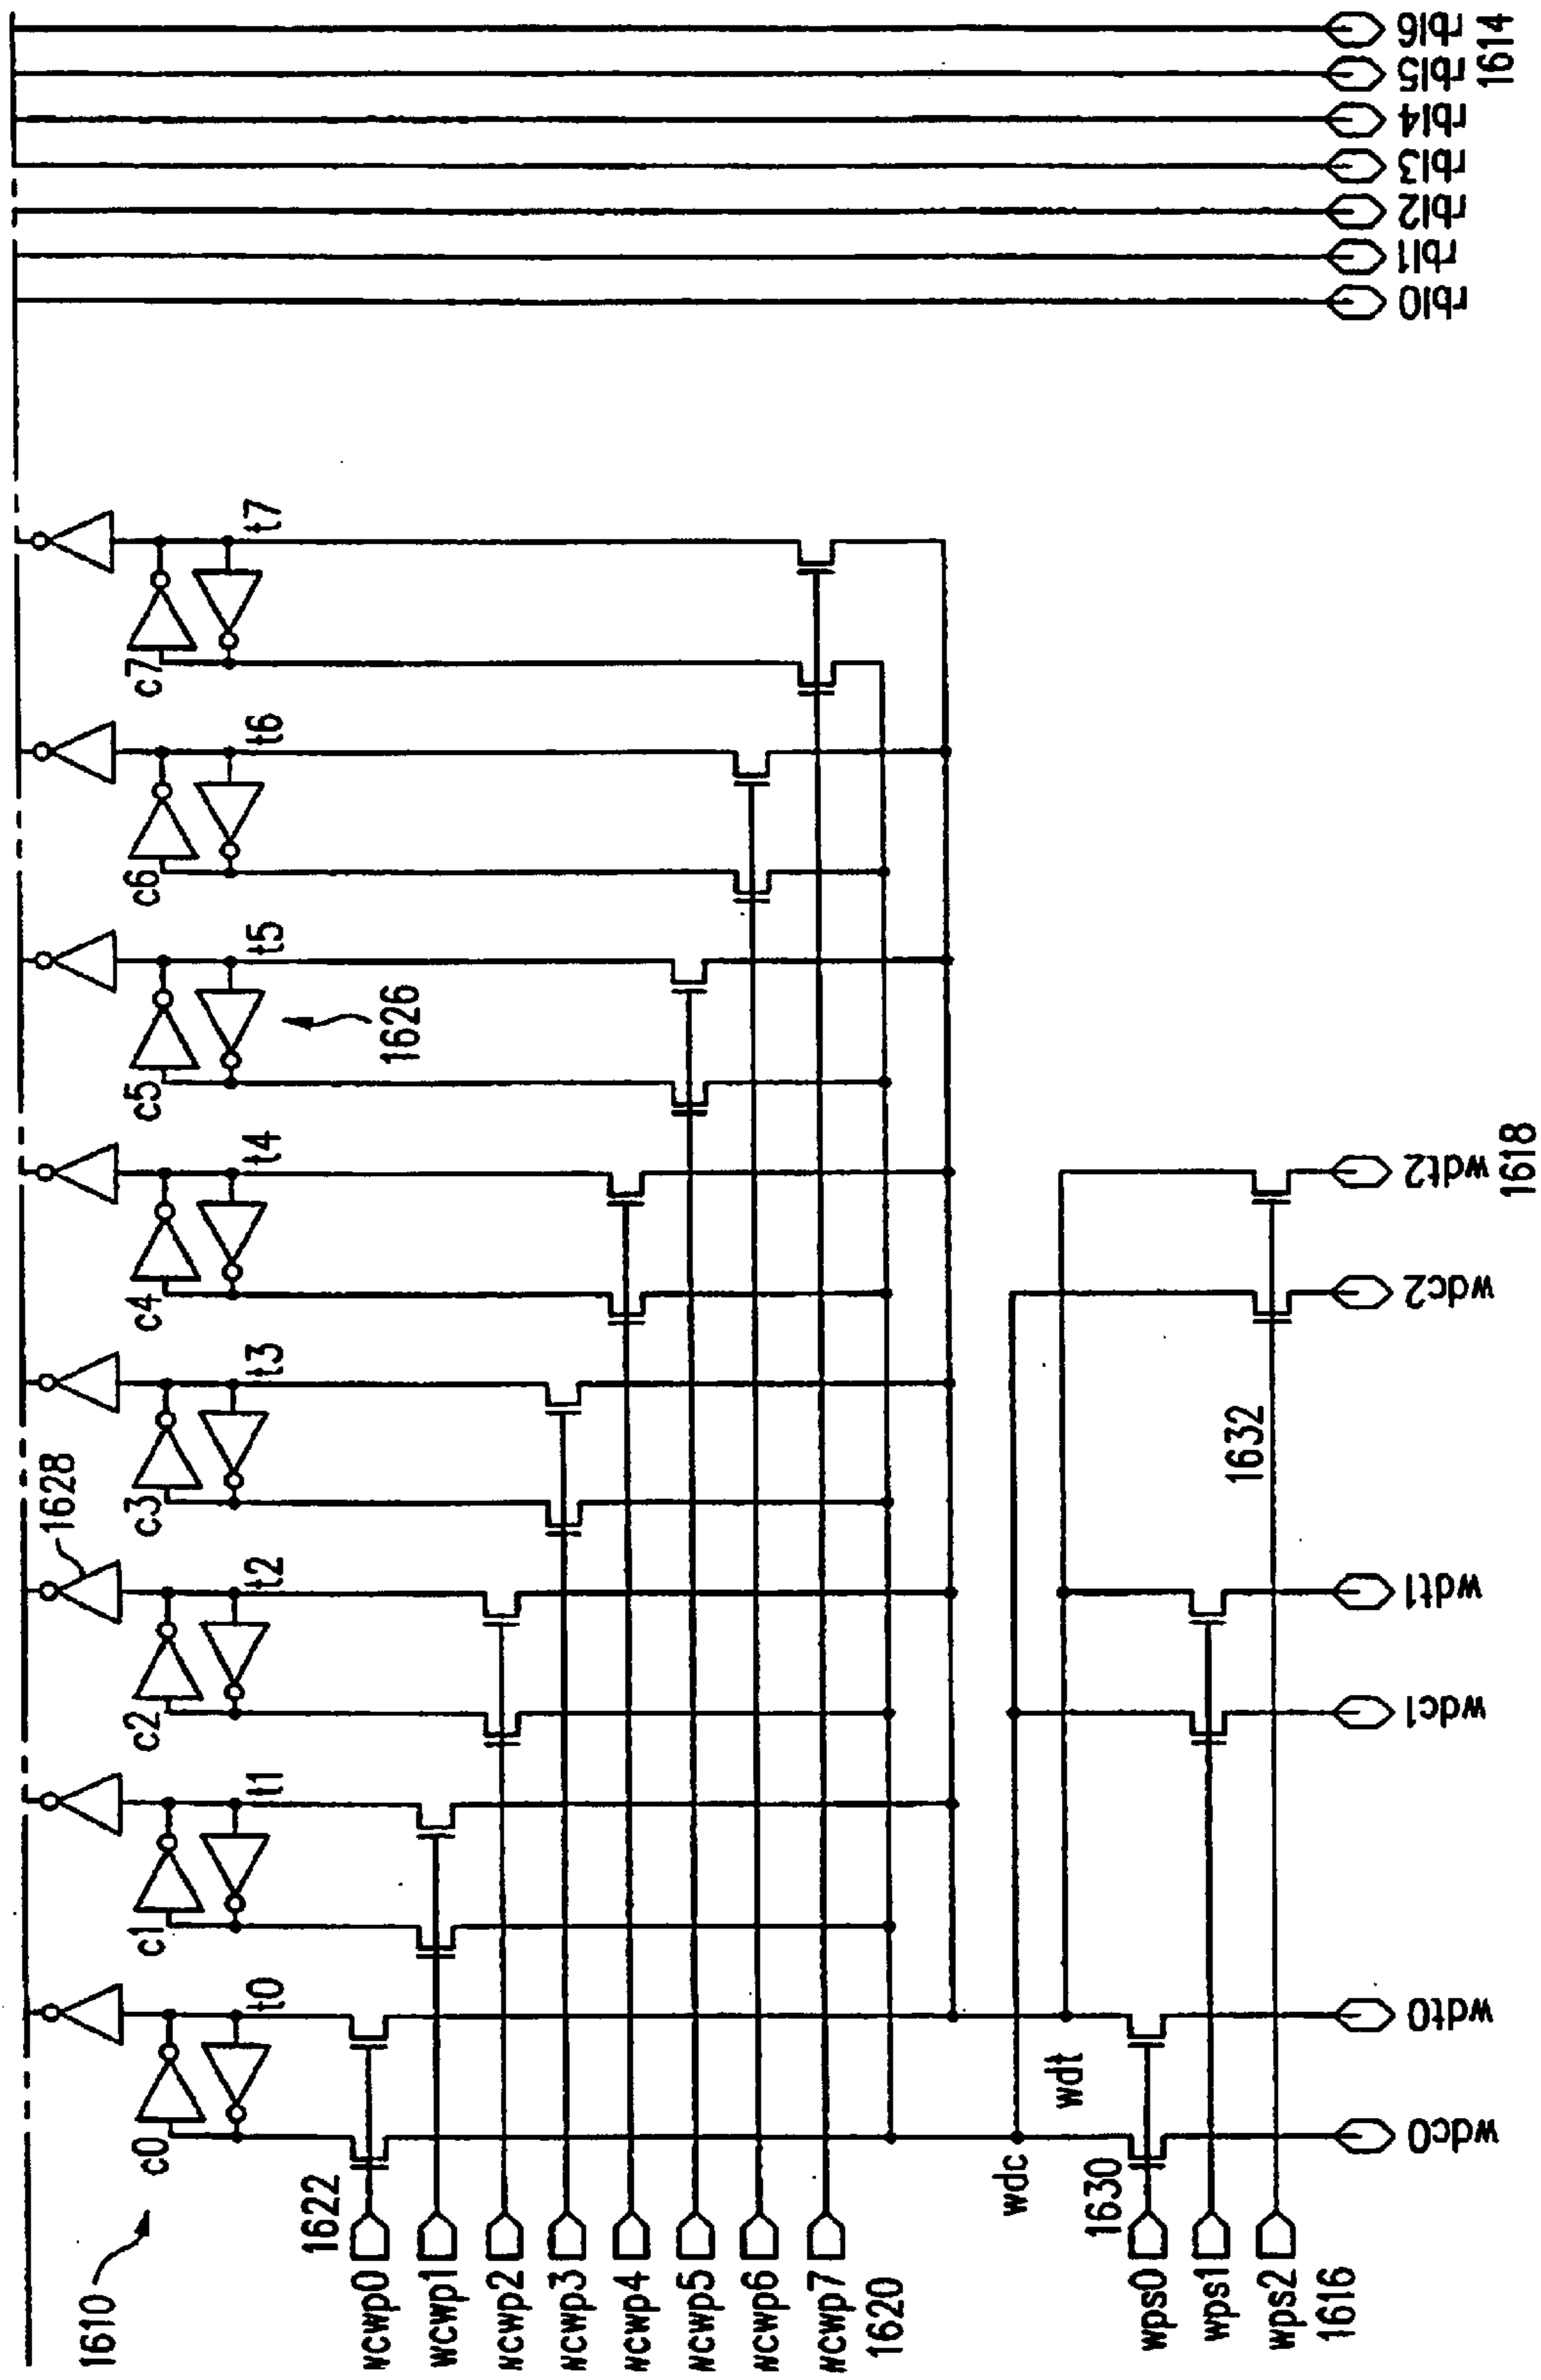 1610
c0
t0
c1
t1
c2
t2
1628
c3
t3
c4
t4
c5
t5
1626
c6
t6
c7
t7
1622
wcwp0
wcwp1
wcwp2
wcwp3
wcwp4
wcwp5
wcwp6
wcwp7
1620
wdc
wdt
1630
1632
wps0
wps1
wps2
1616
wdc0
wdt0
wdc1
wdt1
wdc2
wdt2
1618
rbl0
rbl1
rbl2
rbl3
rbl4
rbl5
rbl6
1614